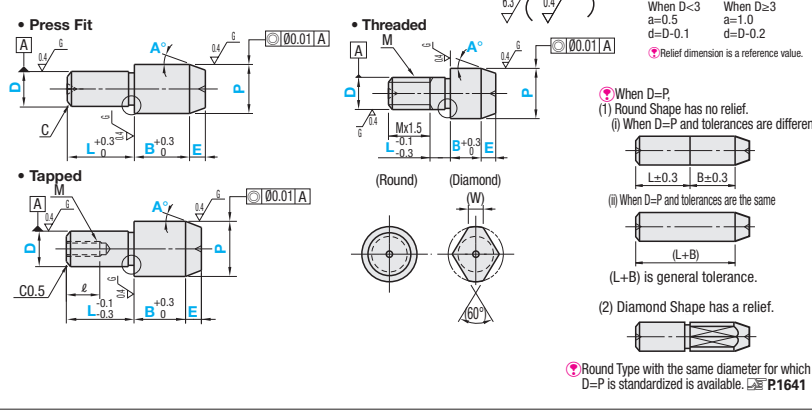 • Press Fit
A
A°
G
0.4
G
0.4
◎ Ø0.01 A
D
P
C
G
0.4
L +0.3 0
B +0.3 0
E
• Threaded
M
A
A°
G
0.4
G
0.4
◎ Ø0.01 A
D
P
G
0.4
Mx1.5
L -0.1 -0.3
B +0.3 0
E
• Tapped
M
A
A°
G
0.4
G
0.4
◎ Ø0.01 A
D
P
C0.5
ℓ
G
0.4
L -0.1 -0.3
B +0.3 0
E
(Round)
(Diamond)
(W)
(60°)
6.3 ( 0.4 )
When D<3
When D≥3
a=0.5
a=1.0
d=D-0.1
d=D-0.2
Relief dimension is a reference value.
When D=P,
(1) Round Shape has no relief.
(i) When D=P and tolerances are differen
L±0.3
B±0.3
(ii) When D=P and tolerances are the same
(L+B)
(L+B) is general tolerance.
(2) Diamond Shape has a relief.
Round Type with the same diameter for which
D=P is standardized is available. P.1641